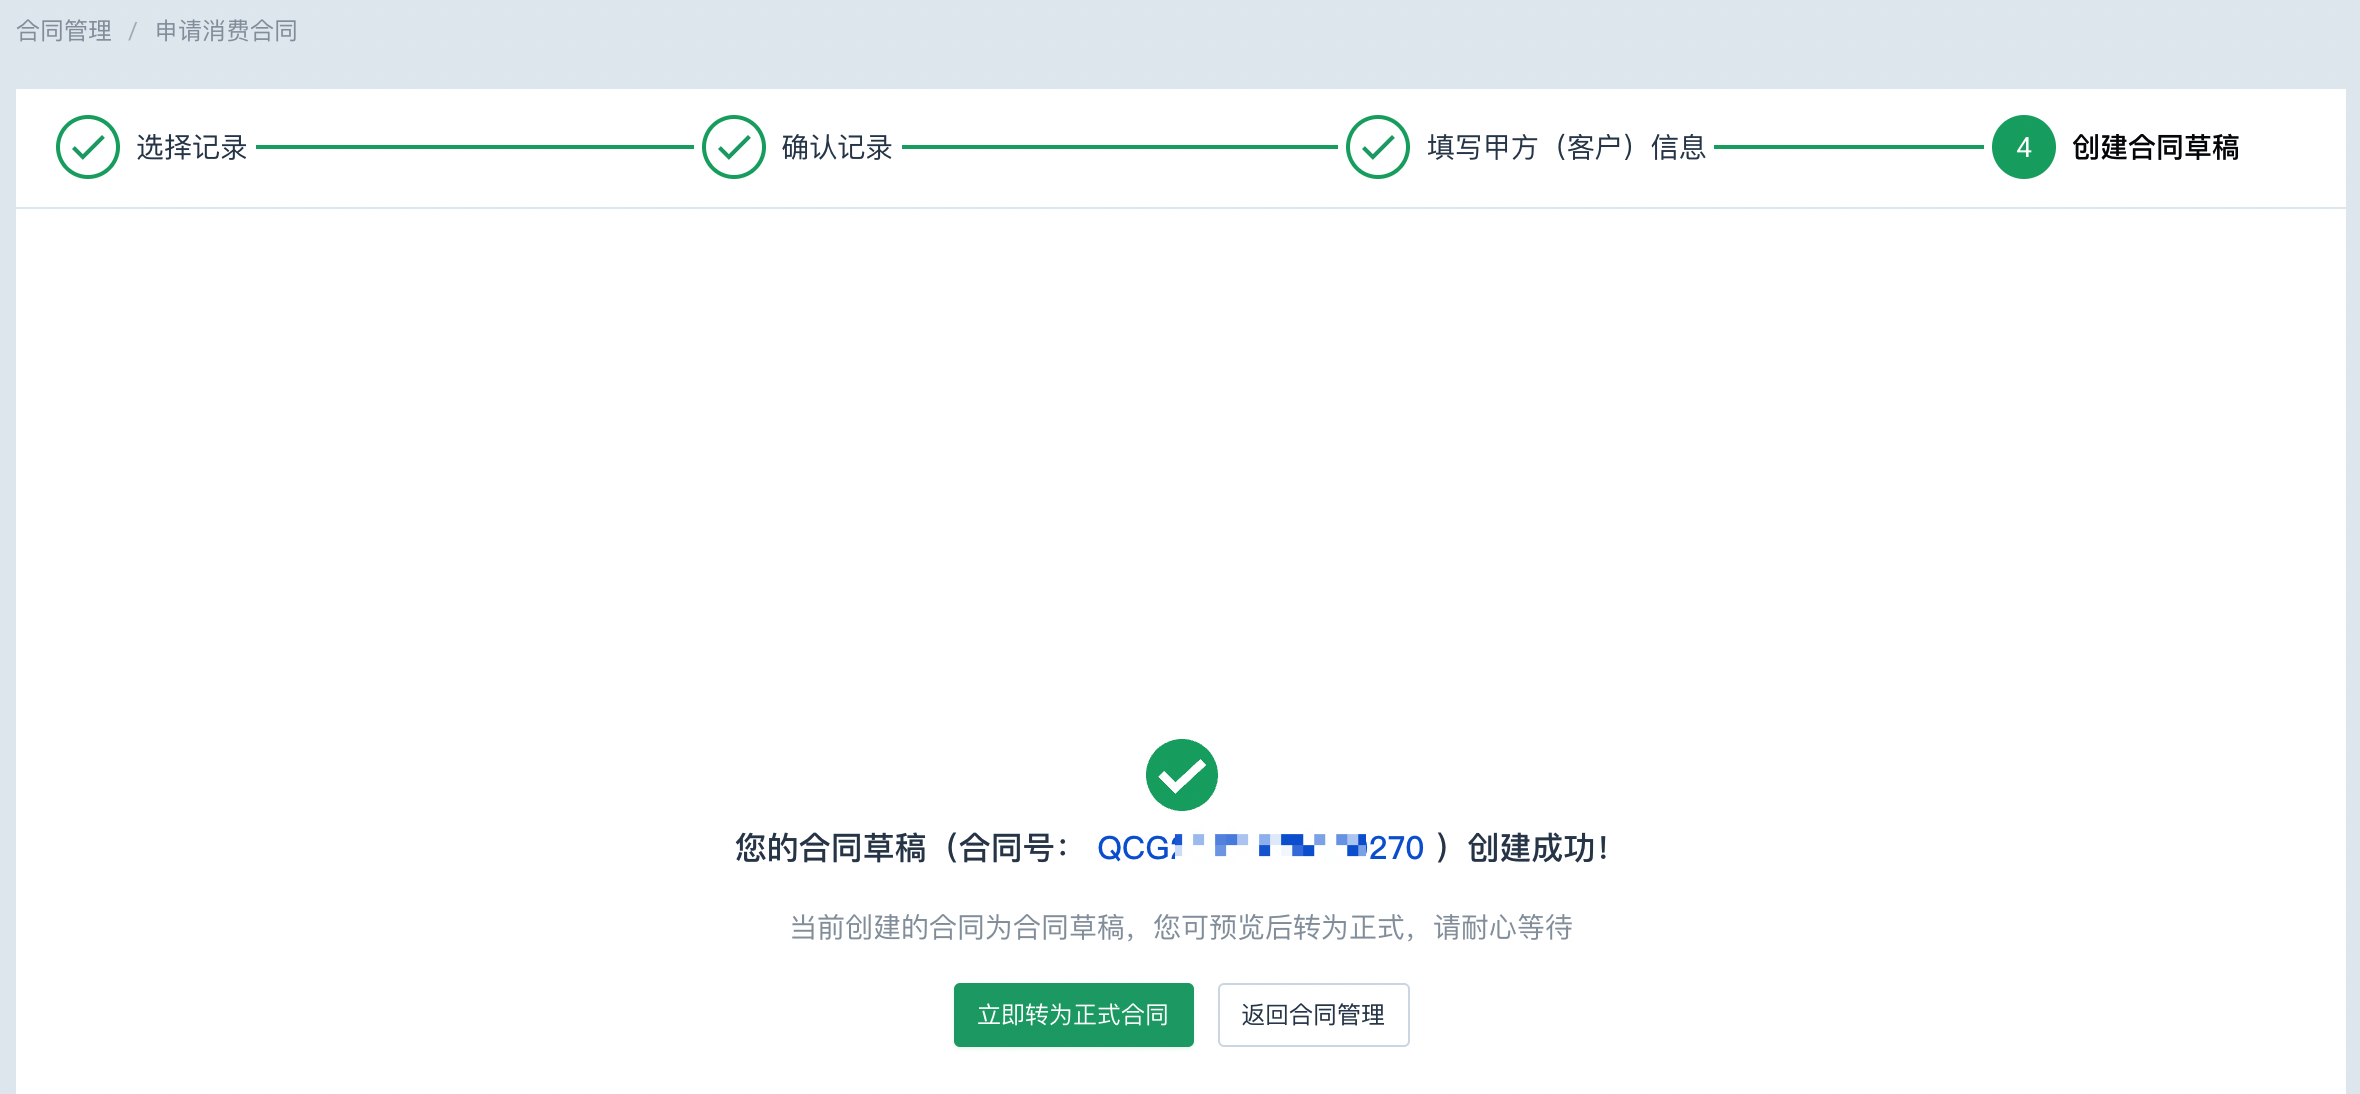 合同管理 / 申请消费合同
选择记录
确认记录
填写甲方（客户）信息
4 创建合同草稿
您的合同草稿（合同号： QCG 270 ）创建成功！
当前创建的合同为合同草稿，您可预览后转为正式，请耐心等待
立即转为正式合同
返回合同管理